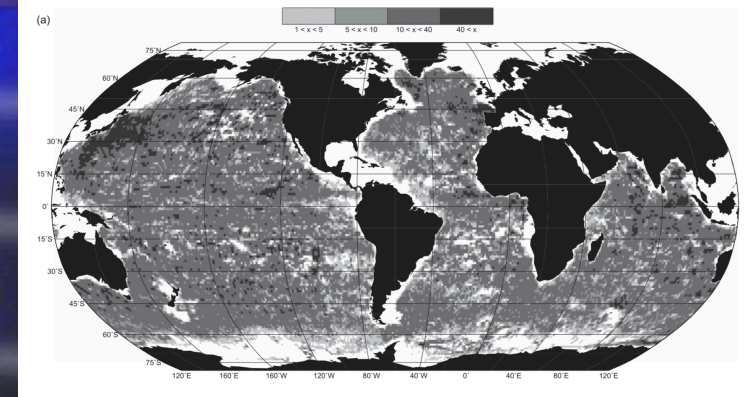 (a)
1 < x < 5 5 < x < 10 10 < x < 40 40 < x
75˚N
60˚N
45˚N
30˚N
15˚N
0˚
15˚S
30˚S
45˚S
60˚S
75˚S
120˚E 160˚E 160˚W 120˚W 80˚W 40˚W 0˚ 40˚E 80˚E 120˚E